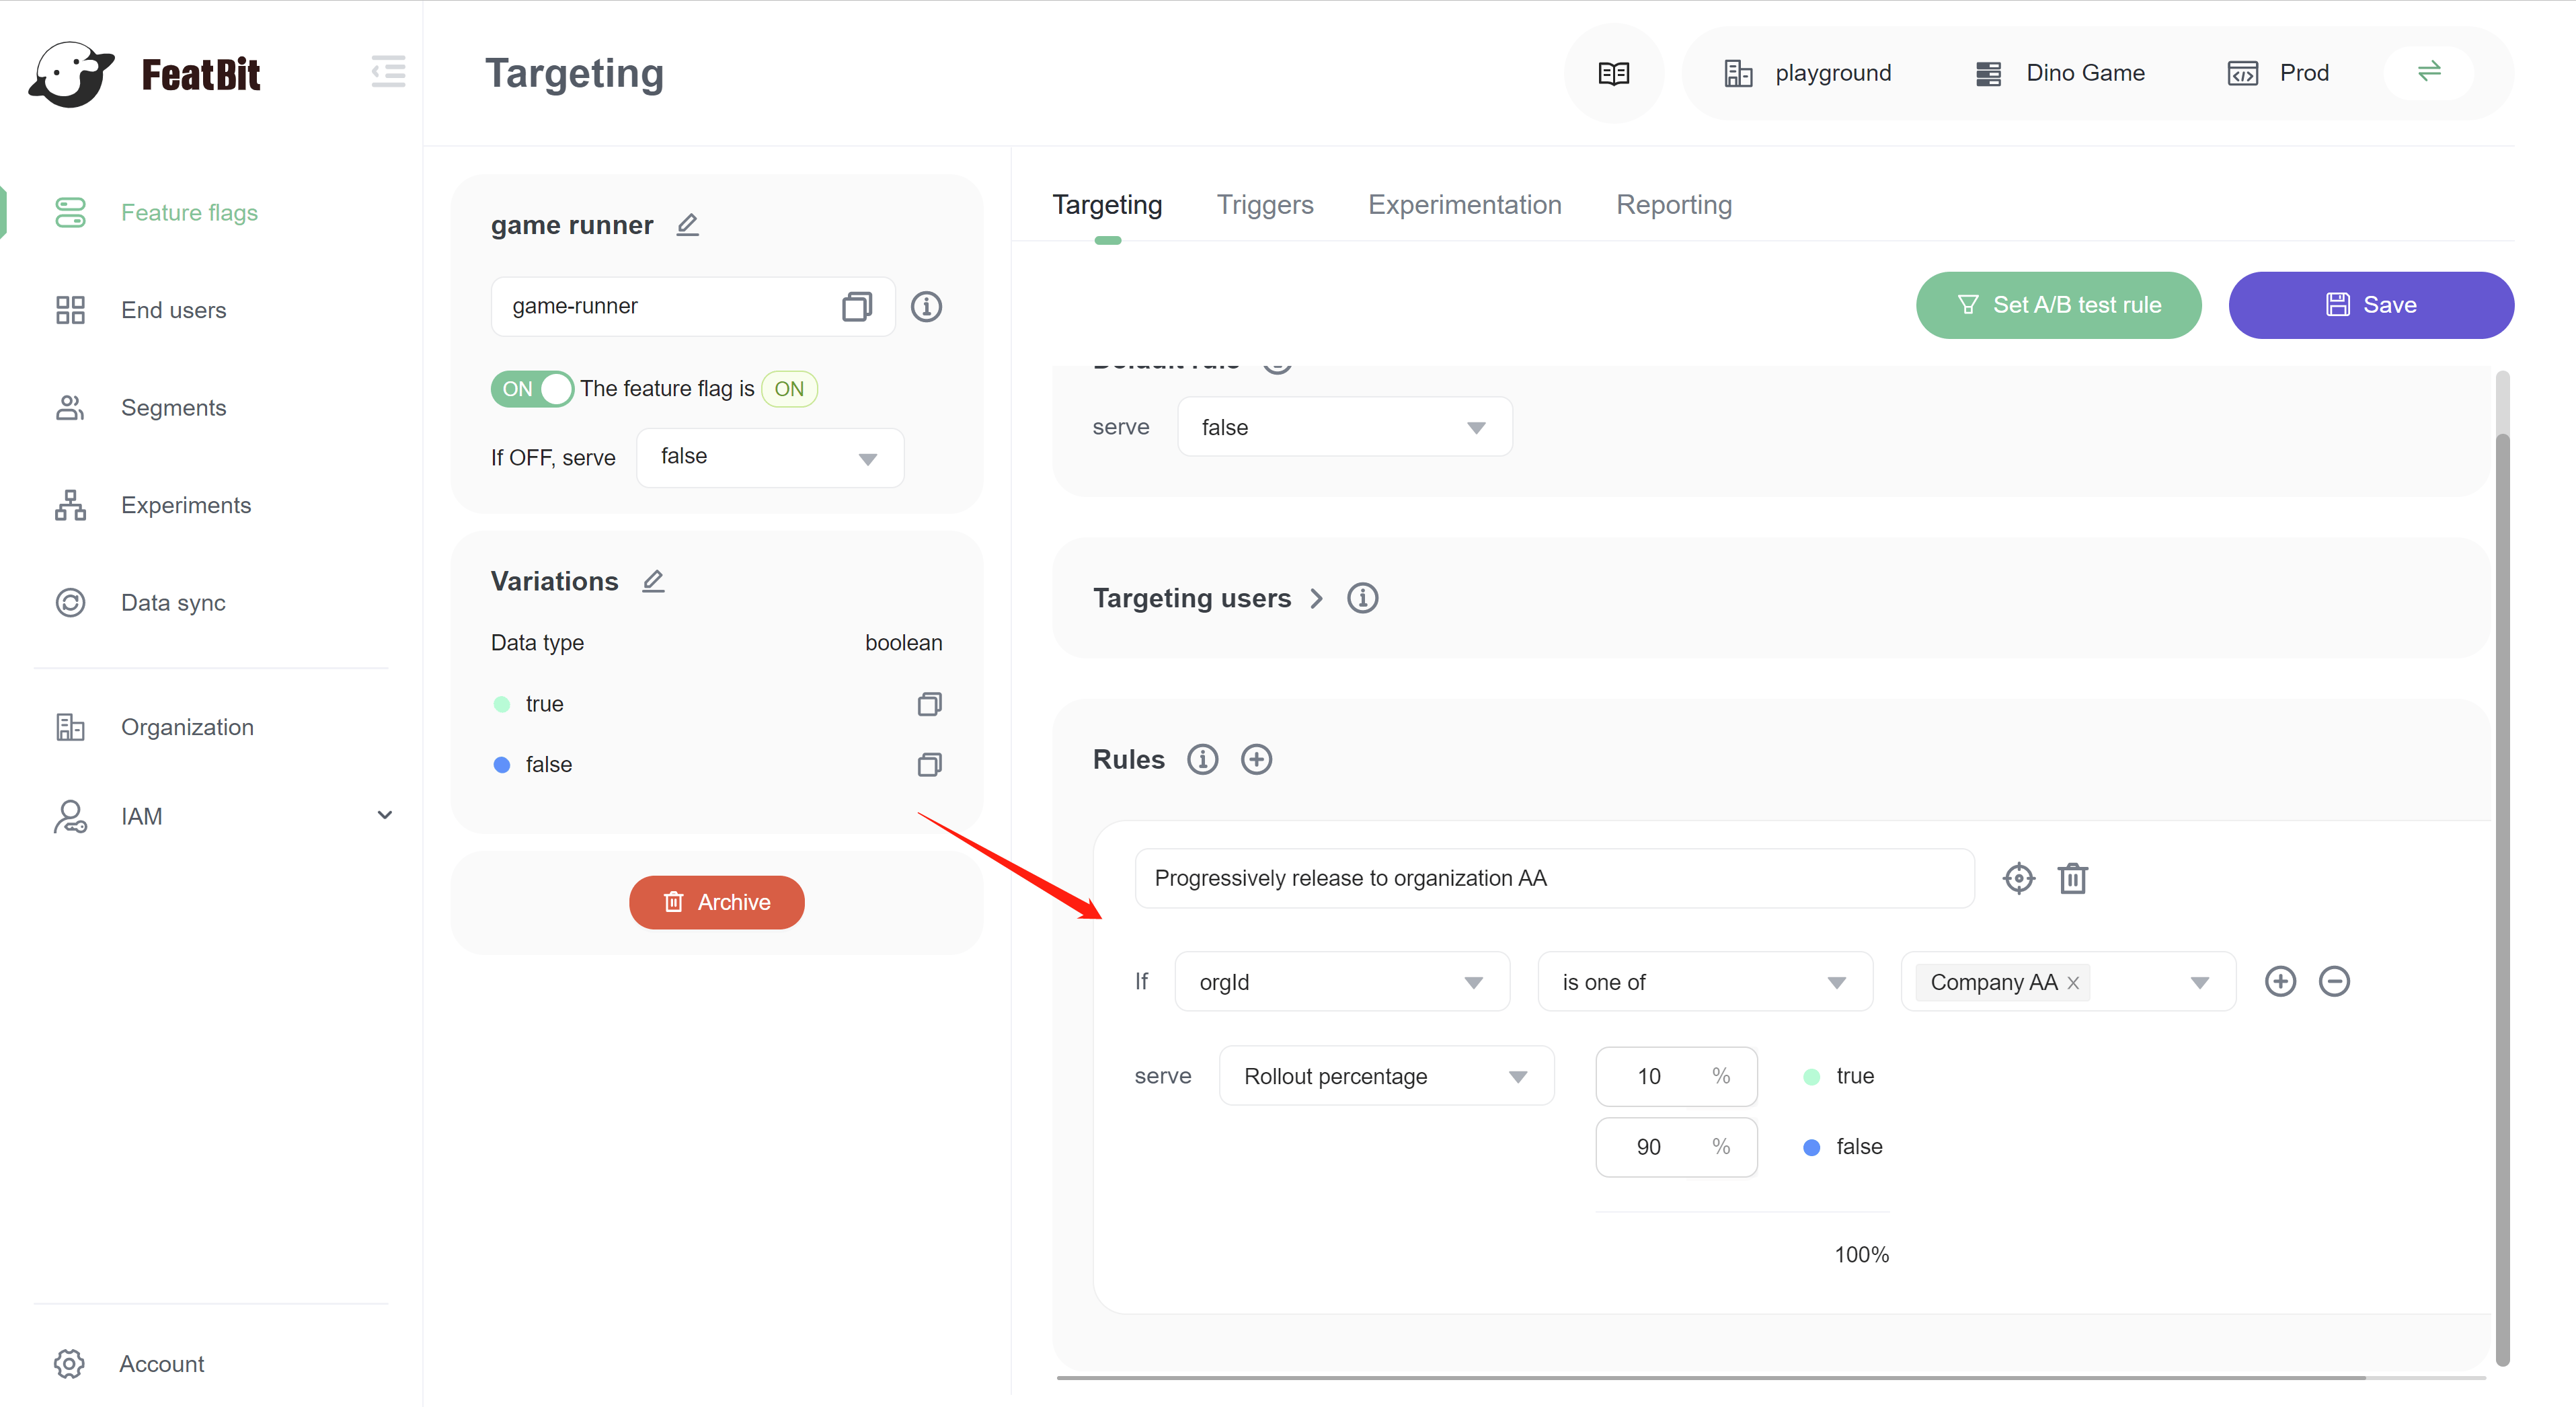 FeatBit
Targeting
playground
Dino Game
Prod
Feature flags
End users
Segments
Experiments
Data sync
Organization
IAM
Account
game runner
game-runner
ON The feature flag is ON
If OFF, serve false
Variations
Data type boolean
true
false
Archive
Targeting Triggers Experimentation Reporting
Set A/B test rule
Save
Default rule
serve false
Targeting users
Rules
Progressively release to organization AA
If orgId is one of Company AA
serve Rollout percentage 10 % true
90 % false
100%